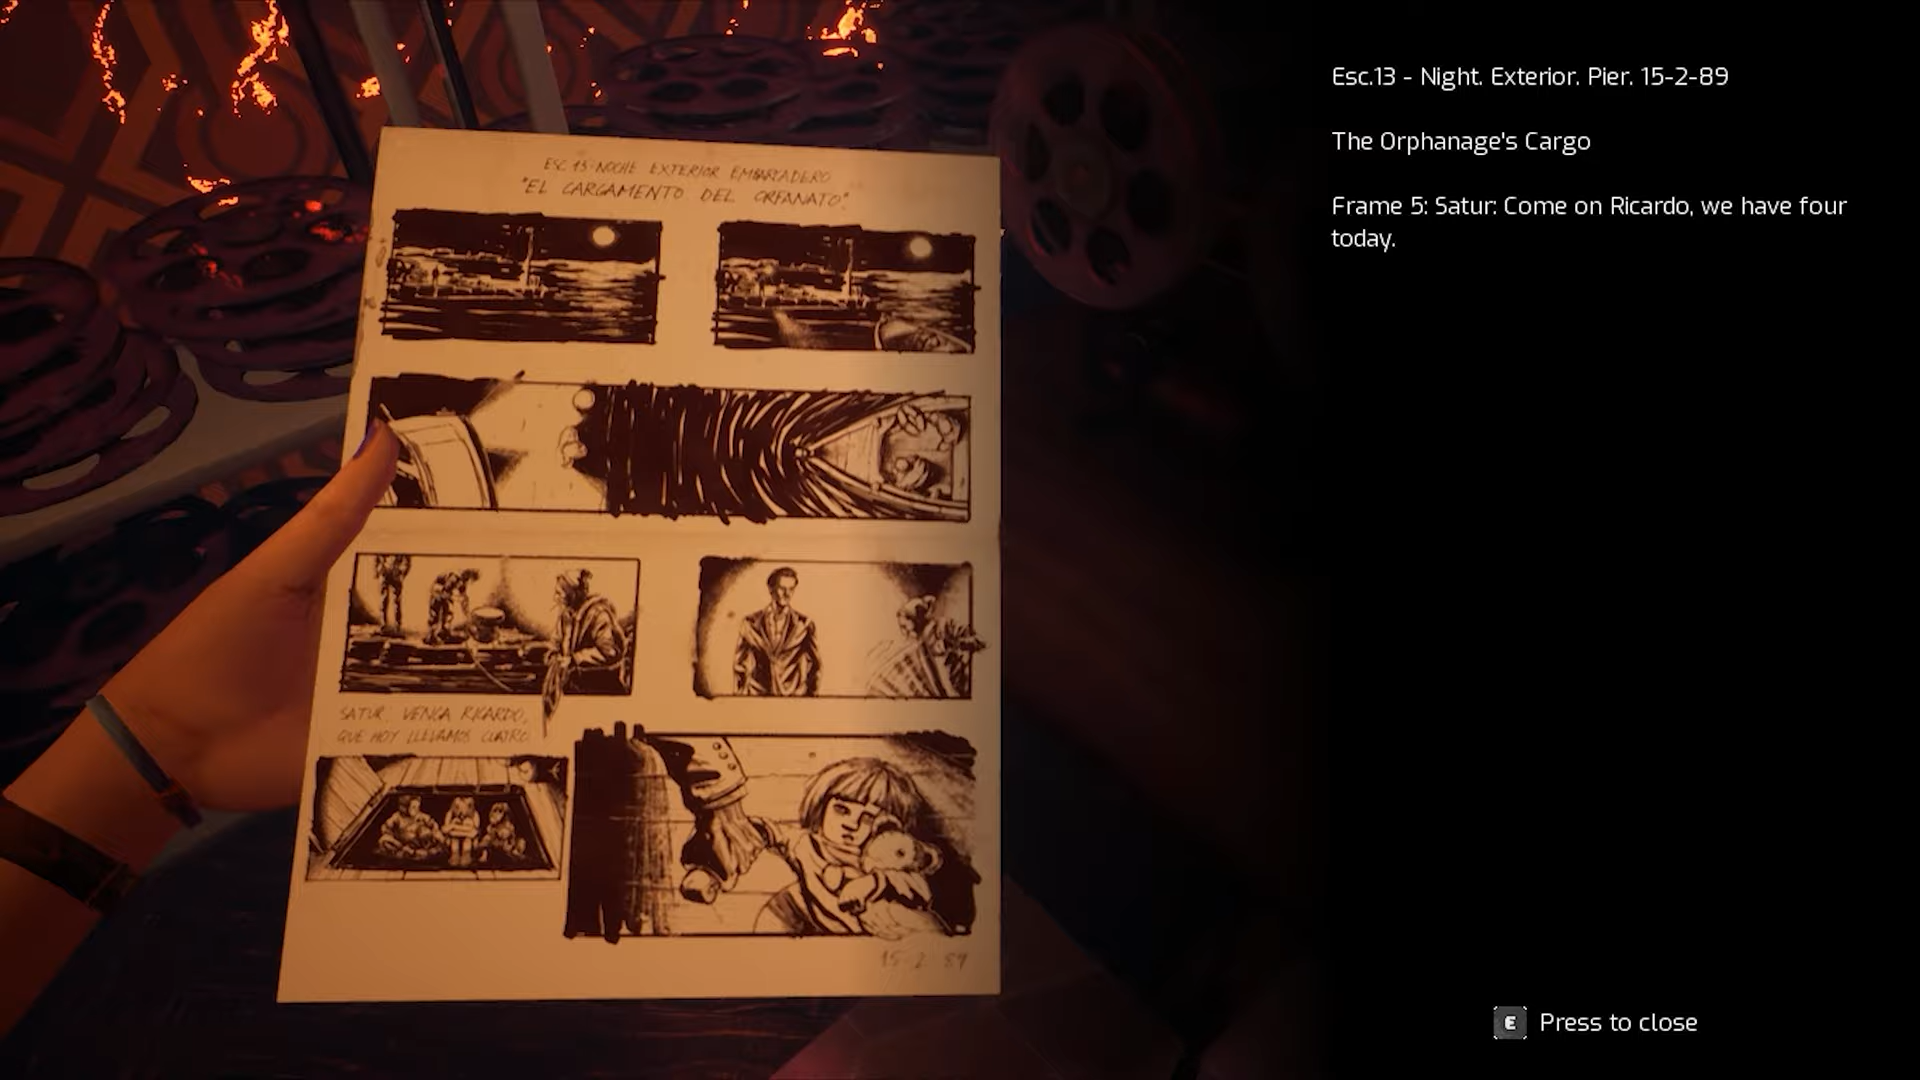 ESC. 13 NOCHE EXTERIOR EMBARCADERO
"EL CARGAMENTO DEL ORFANATO"
SATUR: VENGA RICARDO,
QUE HOY LLEVAMOS CUATRO
15-2 89
Esc.13 - Night. Exterior. Pier. 15-2-89
The Orphanage's Cargo
Frame 5: Satur: Come on Ricardo, we have four
today.
E Press to close